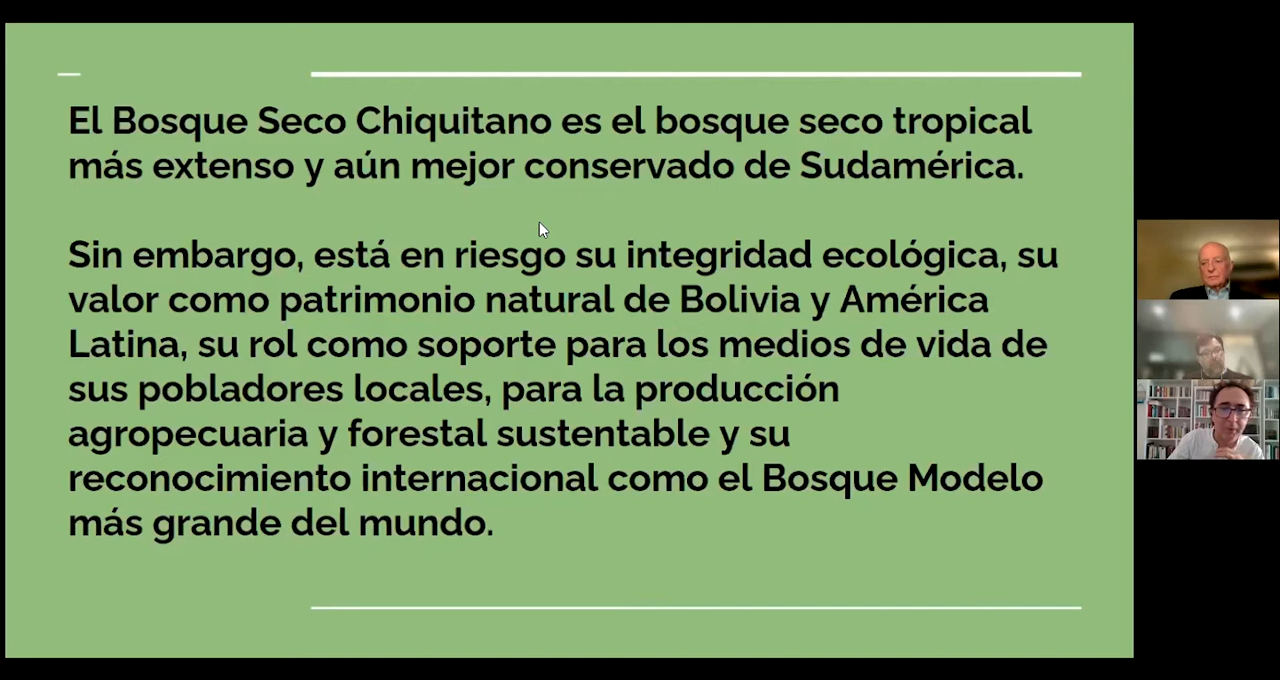 El Bosque Seco Chiquitano es el bosque seco tropical
más extenso y aún mejor conservado de Sudamérica.
Sin embargo, está en riesgo su integridad ecológica, su
valor como patrimonio natural de Bolivia y América
Latina, su rol como soporte para los medios de vida de
sus pobladores locales, para la producción
agropecuaria y forestal sustentable y su
reconocimiento internacional como el Bosque Modelo
más grande del mundo.